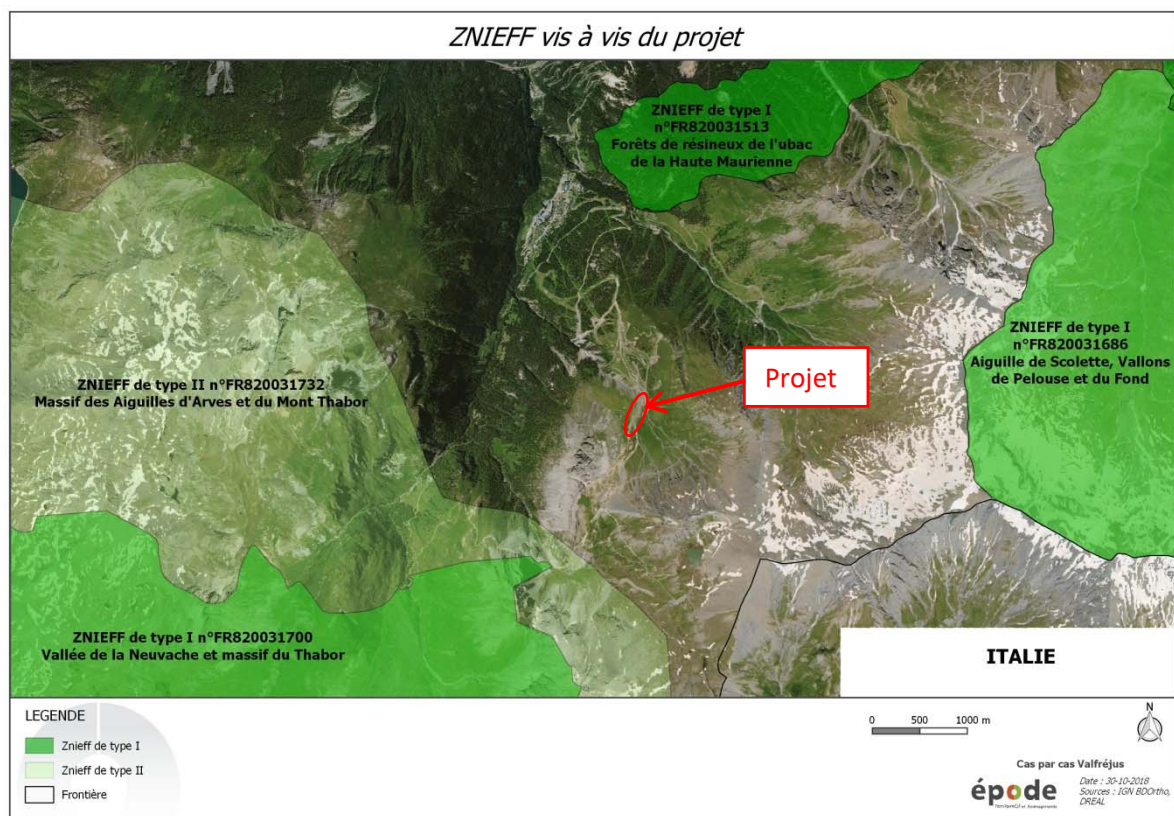 ZNIEFF vis à vis du projet
ZNIEFF de type I
n°FR820031513
Forêts de résineux de l'ubac
de la Haute Maurienne
ZNIEFF de type I
n°FR820031686
Aiguille de Scolette, Vallons
de Pelouse et du Fond
Projet
ZNIEFF de type II n°FR820031732
Massif des Aiguilles d'Arves et du Mont Thabor
ZNIEFF de type I n°FR820031700
Vallée de la Neuvache et massif du Thabor
ITALIE
LEGENDE
Znieff de type I
Znieff de type II
Frontière
0 500 1000 m
N
Cas par cas Valfréjus
épode
Date : 30-10-2018
Sources : IGN BDOrtho,
DREAL